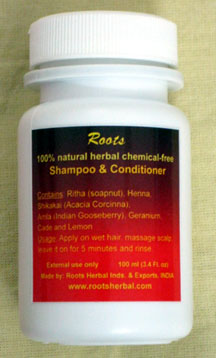 Roots
100% natural herbal chemical-free
Shampoo & Conditioner
Contains: Ritha (soapnut), Henna,
Shikakai (Acacia Corcinna),
Amla (Indian Gooseberry), Geranium,
Cade and Lemon
Usage: Apply on wet hair, massage scalp
leave it on for 5 minutes and rinse.
External use only 100 ml (3.4 Fl. oz)
Made by: Roots Herbal Inds. & Exports, INDIA
www.rootsherbal.com